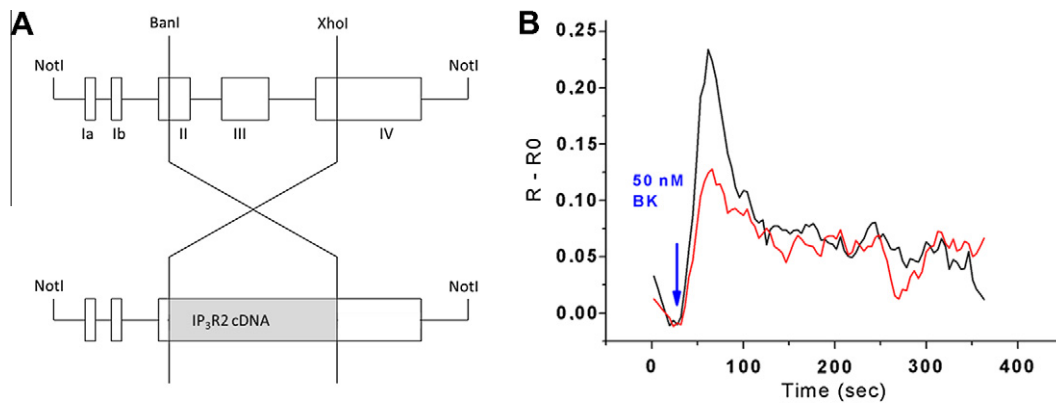 A
BanI XhoI
NotI NotI
Ia Ib II III IV
NotI NotI
IP₃R2 cDNA
B
R - R0
0.25
0.20
0.15
0.10
0.05
0.00
50 nM
BK
0 100 200 300 400
Time (sec)